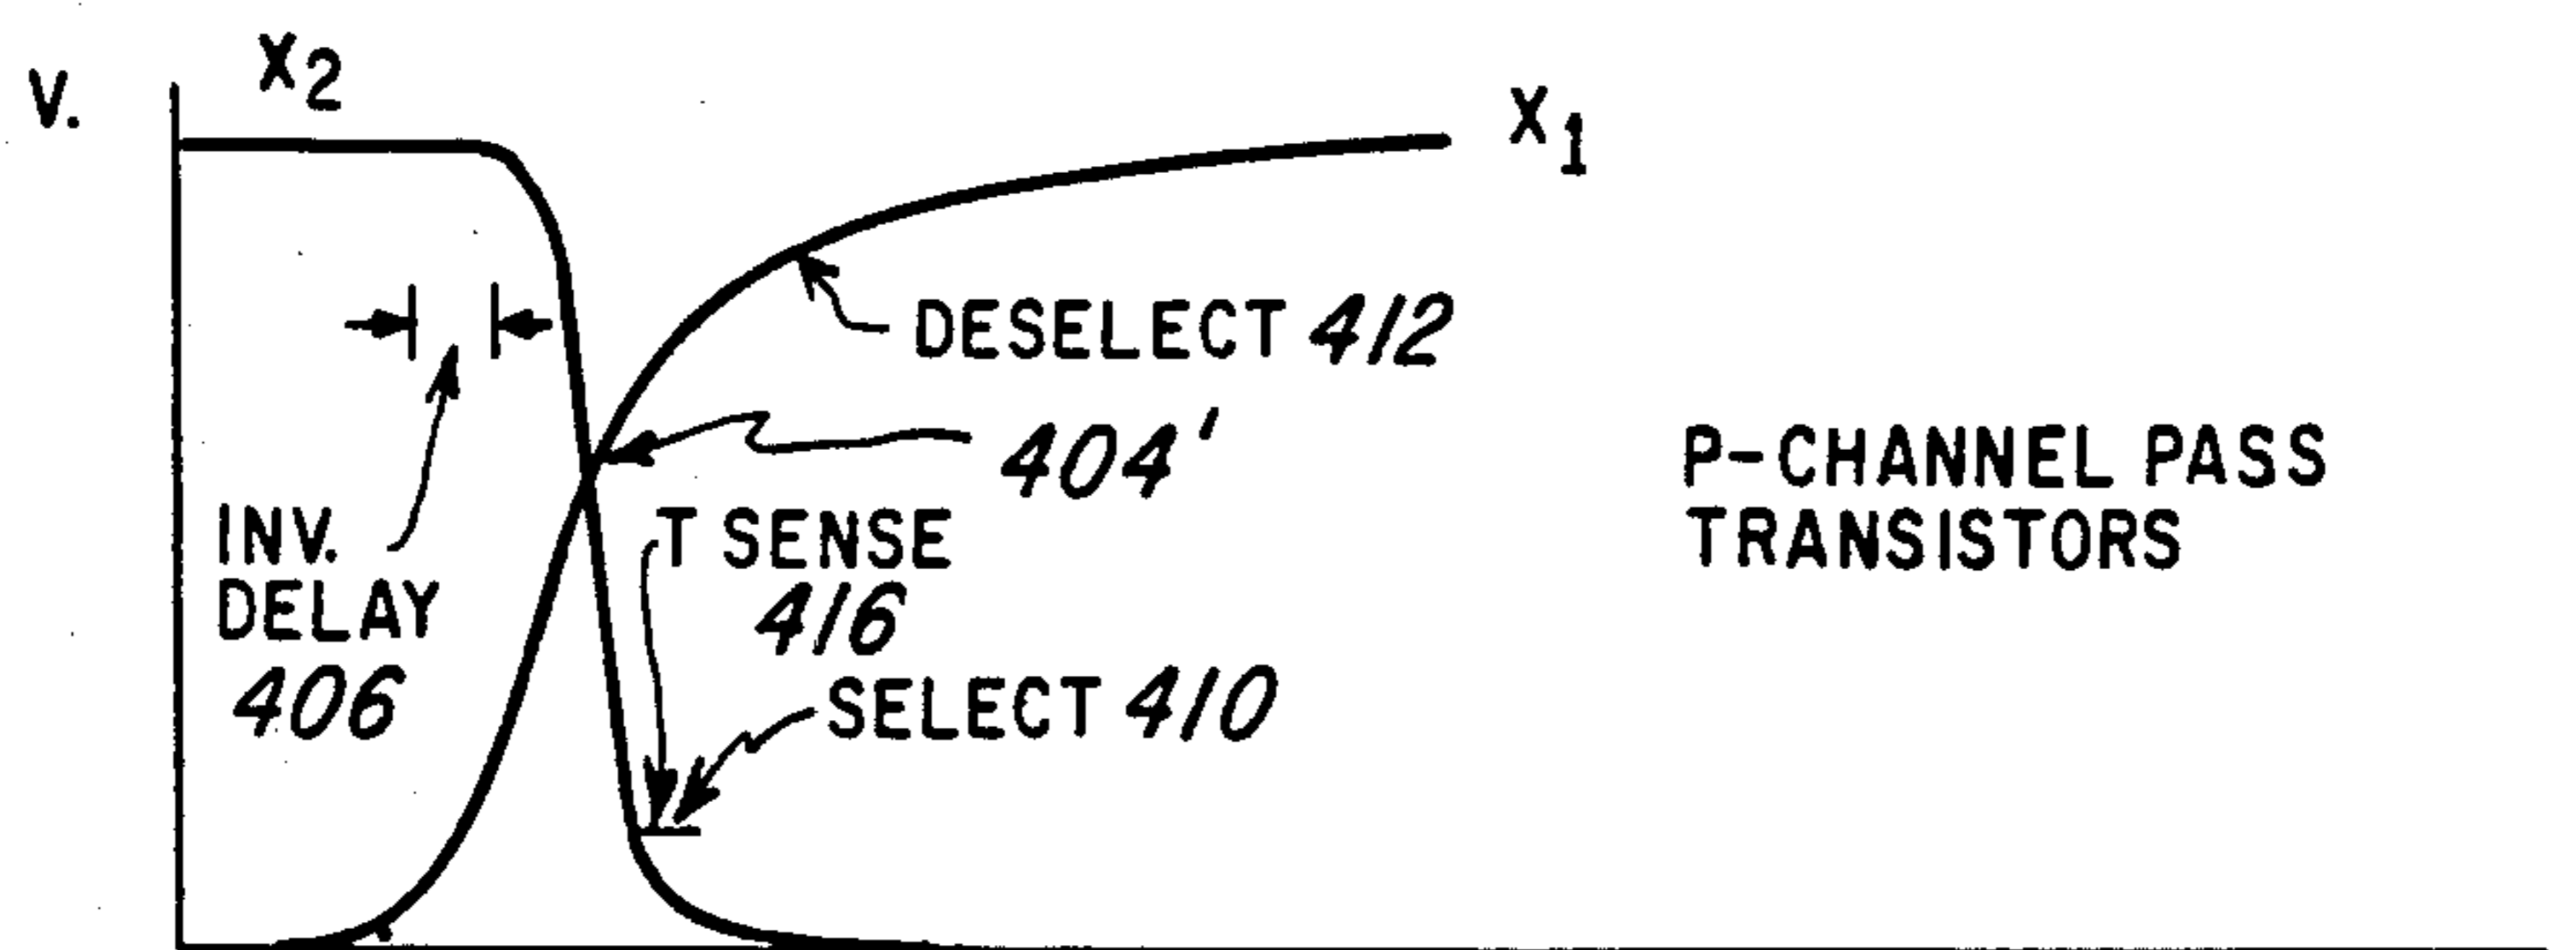 V.
X2
X1
DESELECT 412
404'
P-CHANNEL PASS
TRANSISTORS
INV.
DELAY
406
T SENSE
416
SELECT 410